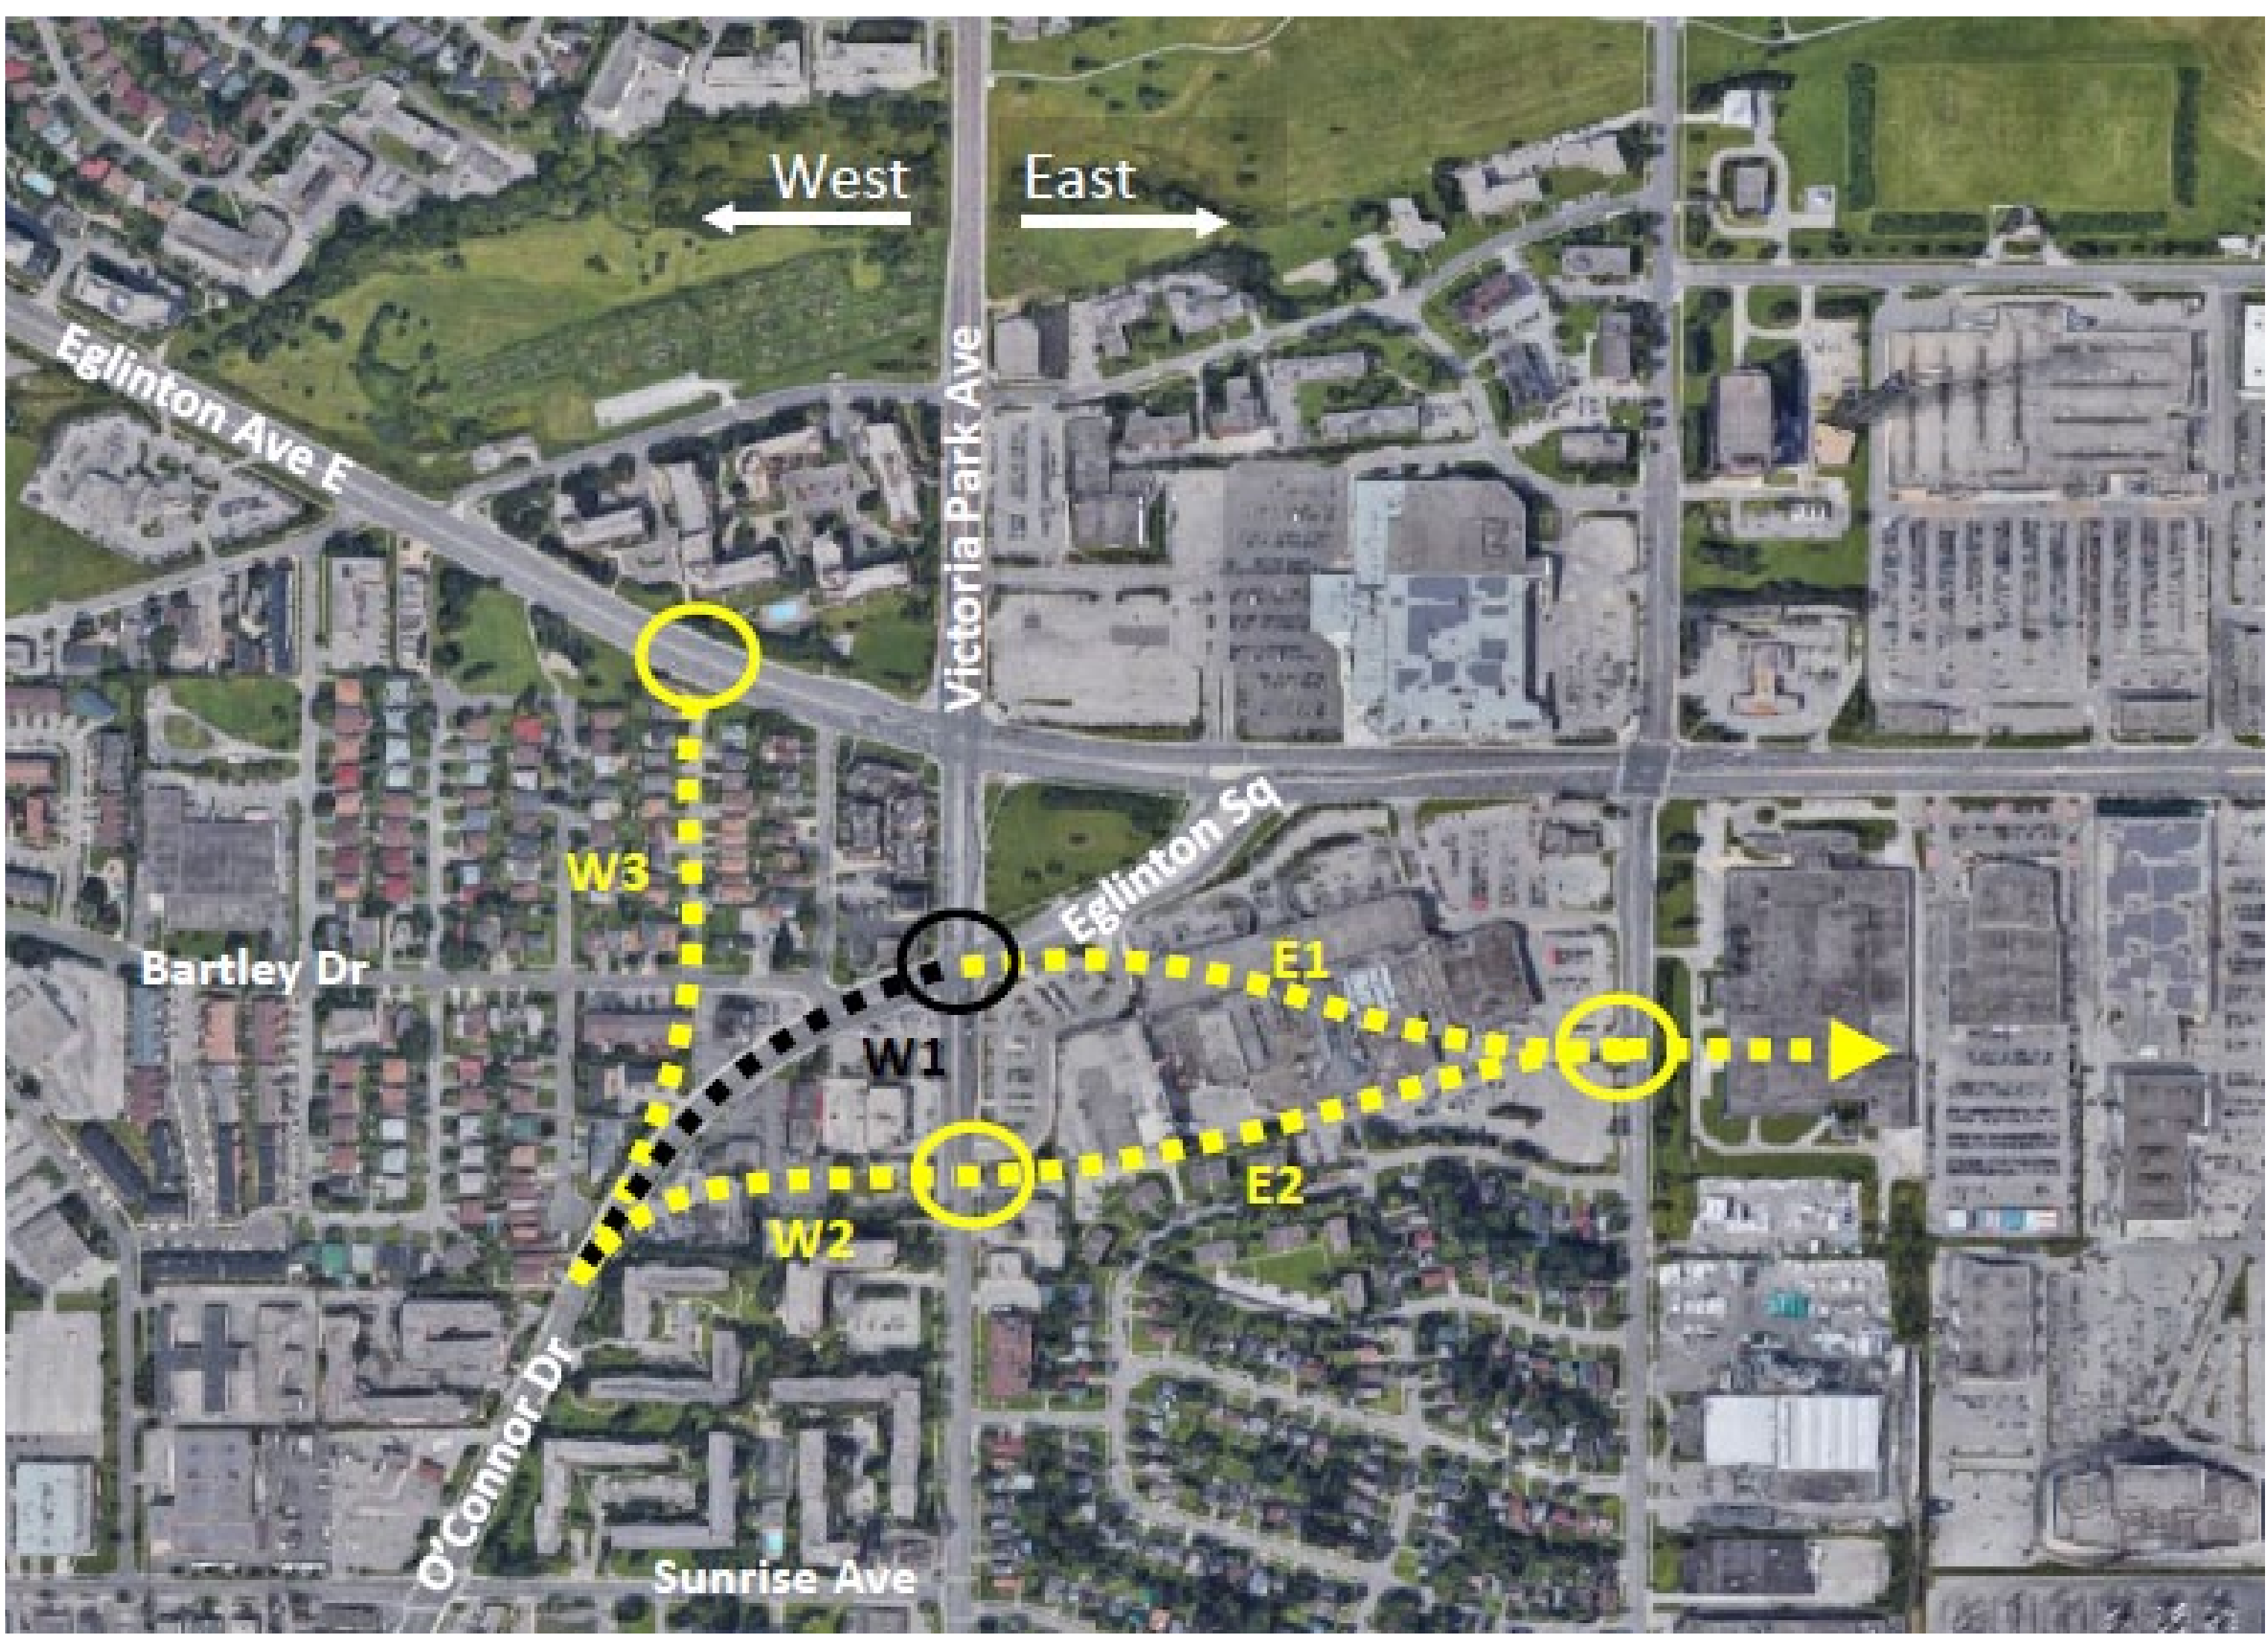 West
East
Eglinton Ave E
Victoria Park Ave
Eglinton Sq
W3
Bartley Dr
E1
W1
E2
W2
O'Connor Dr
Sunrise Ave